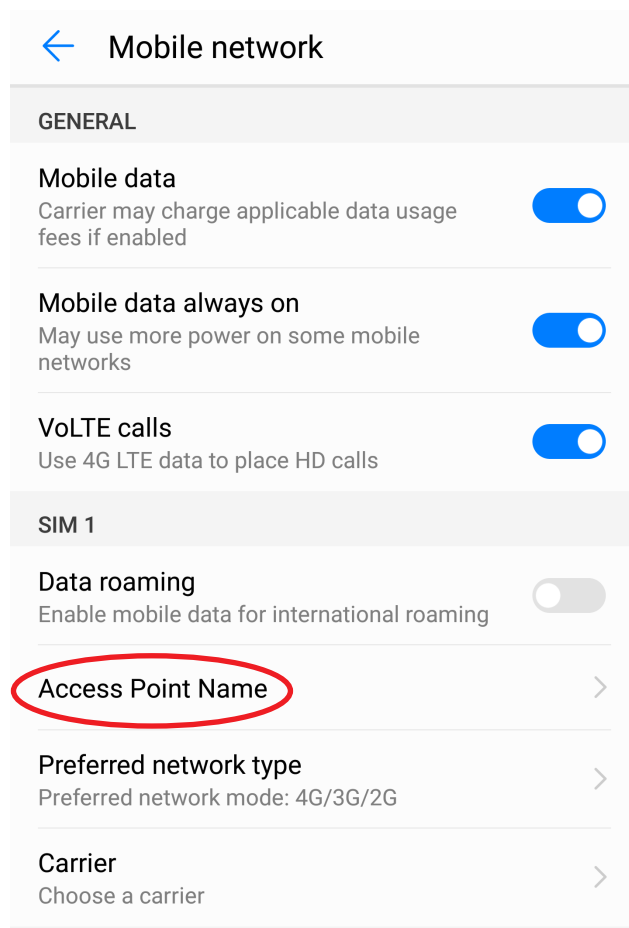 Mobile network
GENERAL
Mobile data
Carrier may charge applicable data usage
fees if enabled
Mobile data always on
May use more power on some mobile
networks
VoLTE calls
Use 4G LTE data to place HD calls
SIM 1
Data roaming
Enable mobile data for international roaming
Access Point Name
Preferred network type
Preferred network mode: 4G/3G/2G
Carrier
Choose a carrier